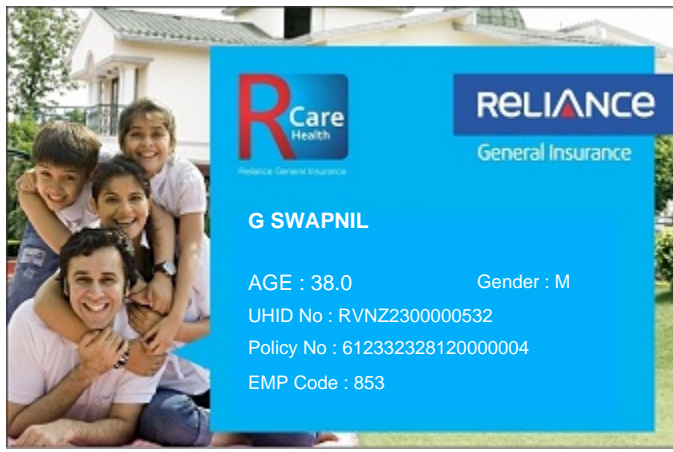 R Care
Health
Reliance General Insurance
RELIANCE
General Insurance
G SWAPNIL
AGE : 38.0 Gender : M
UHID No : RVNZ2300000532
Policy No : 612332328120000004
EMP Code : 853